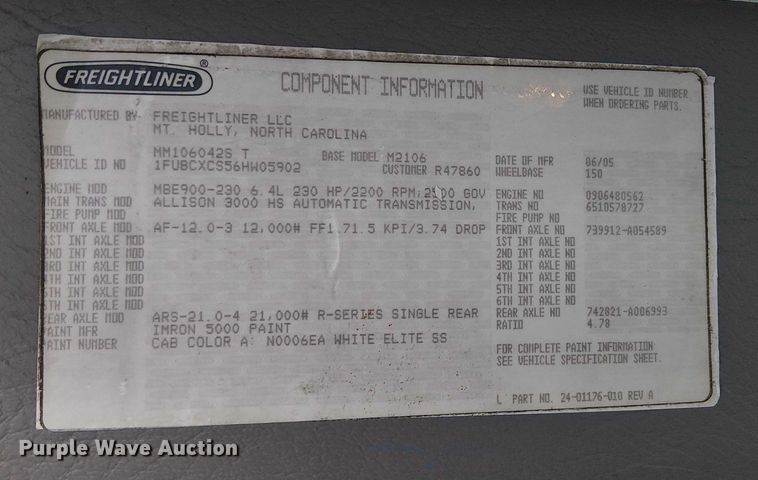 FREIGHTLINER ®
COMPONENT INFORMATION
USE VEHICLE ID NUMBER
WHEN ORDERING PARTS.
MANUFACTURED BY- FREIGHTLINER LLC
MT. HOLLY, NORTH CAROLINA
MODEL MM106042S T BASE MODEL M2106 DATE OF MFR 06/05
VEHICLE ID NO 1FUBCXCS56HW05902 CUSTOMER R47860 WHEELBASE 150
ENGINE MOD MBE900-230 6.4L 230 HP/2200 RPM; GOV ENGINE NO 0906480562
MAIN TRANS MOD ALLISON 3000 HS AUTOMATIC TRANSMISSION, TRANS NO 6510578727
FIRE PUMP MOD FIRE PUMP NO
FRONT AXLE MOD AF-12.0-3 12,000# FF1.71.5 KPI/3.74 DROP FRONT AXLE NO 739912-A054589
1ST INT AXLE MOD 1ST INT AXLE NO
2ND INT AXLE MOD 2ND INT AXLE NO
3RD INT AXLE MOD 3RD INT AXLE NO
4TH INT AXLE MOD 4TH INT AXLE NO
5TH INT AXLE MOD 5TH INT AXLE NO
6TH INT AXLE MOD 6TH INT AXLE NO
REAR AXLE MOD ARS-21.0-4 21,000# R-SERIES SINGLE REAR REAR AXLE NO 742821-A006993
PAINT MFR IMRON 5000 PAINT RATIO 4.78
PAINT NUMBER CAB COLOR A: N0006EA WHITE ELITE SS
FOR COMPLETE PAINT INFORMATION
SEE VEHICLE SPECIFICATION SHEET.
PART NO. 24-01176-010 REV A
Purple Wave Auction